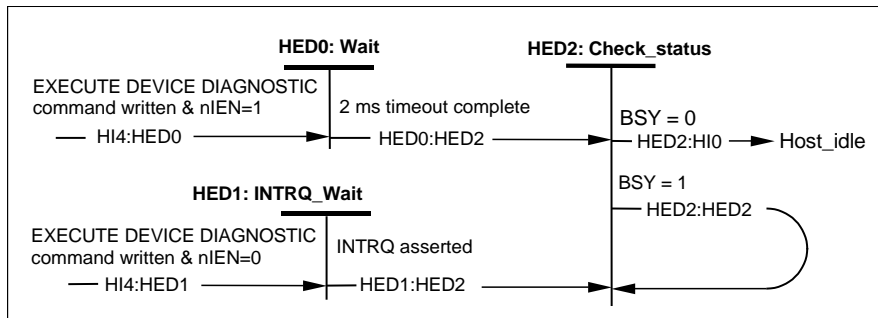 HED0: Wait
HED2: Check_status
EXECUTE DEVICE DIAGNOSTIC
command written & nIEN=1
2 ms timeout complete
HI4:HED0
HED0:HED2
BSY = 0
HED2:HI0
Host_idle
BSY = 1
HED2:HED2
HED1: INTRQ_Wait
EXECUTE DEVICE DIAGNOSTIC
command written & nIEN=0
INTRQ asserted
HI4:HED1
HED1:HED2